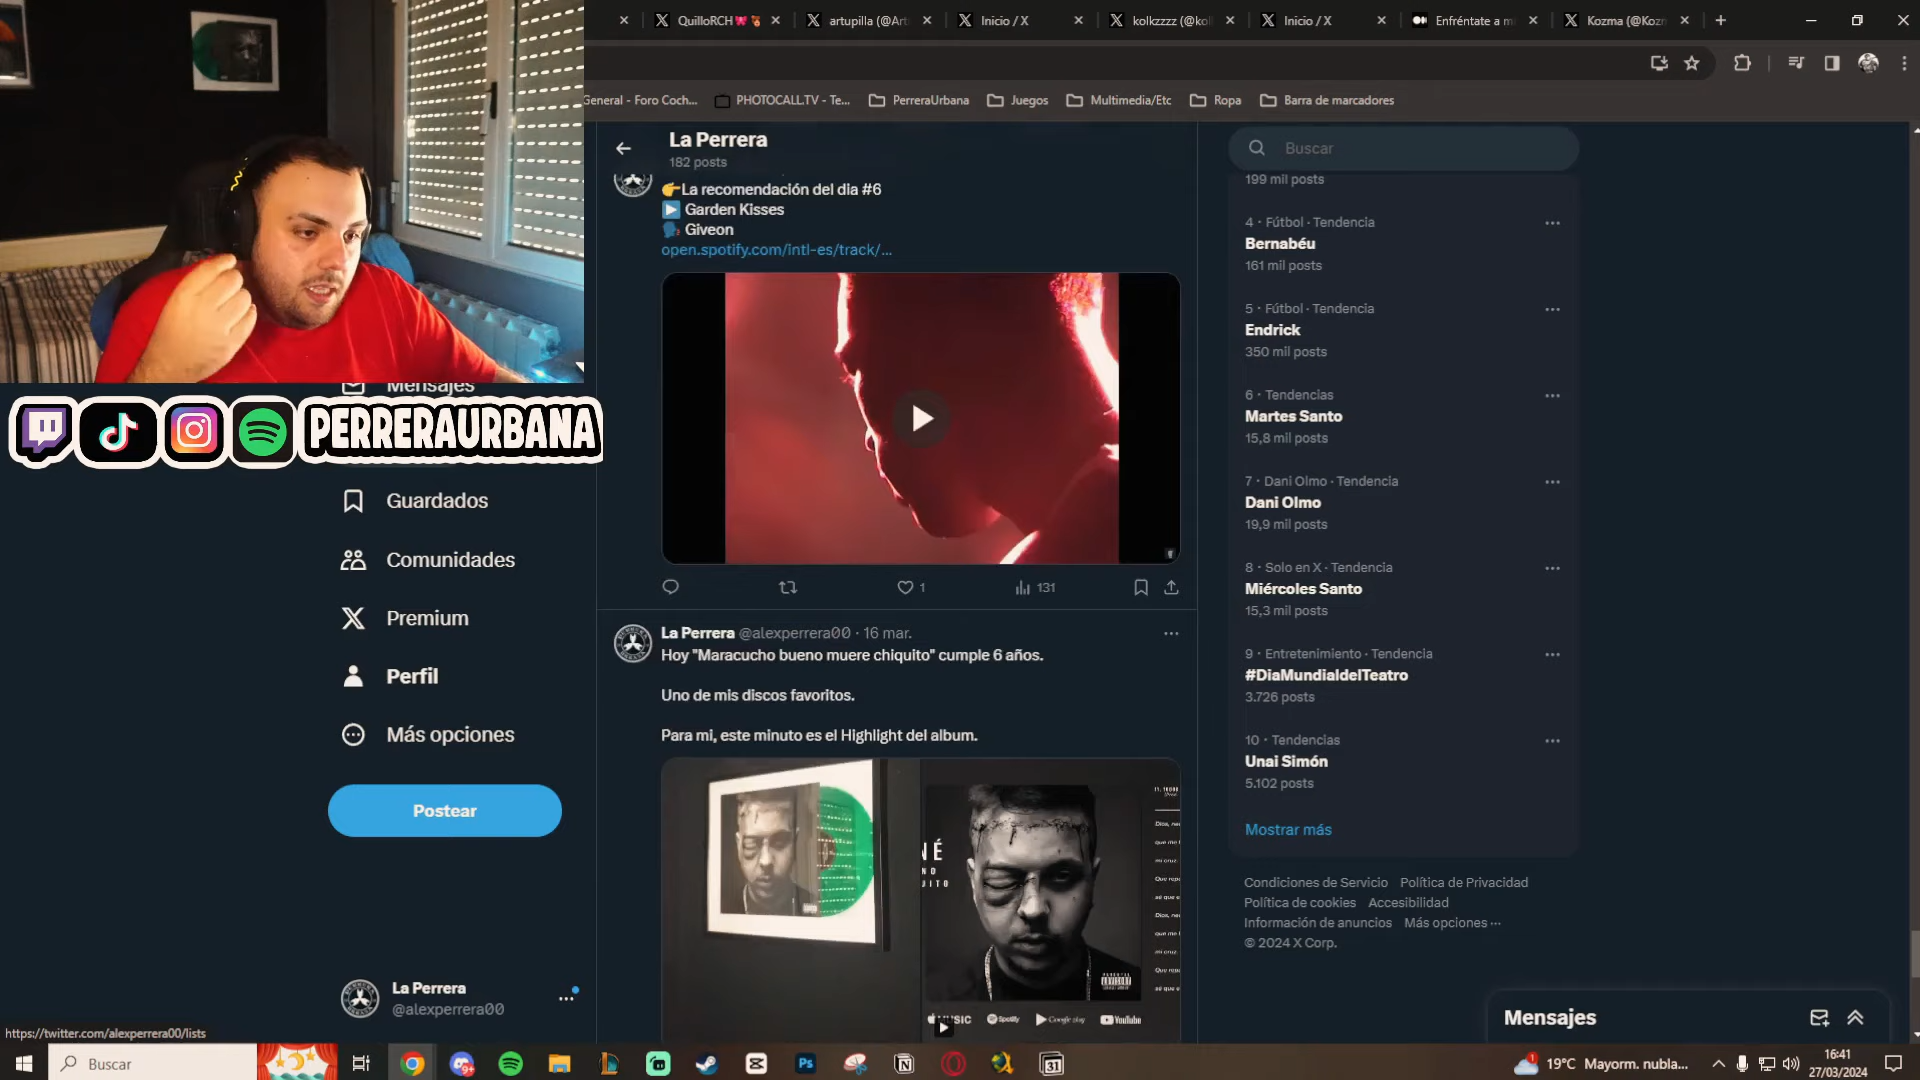 QuilloRCH
artupilla (@Art
Inicio / X
kolkzzzz (@kol
Inicio / X
Enfréntate a mi
Kozma (@Kozm
General - Foro Coch...
PHOTOCALL.TV - Te...
PerreraUrbana
Juegos
Multimedia/Etc
Ropa
Barra de marcadores
PERRERAURBANA
Mensajes
Guardados
Comunidades
Premium
Perfil
Más opciones
Postear
La Perrera
@alexperrera00
La Perrera
182 posts
👉La recomendación del dia #6
▶ Garden Kisses
🗣 Giveon
open.spotify.com/intl-es/track/...
1
131
La Perrera @alexperrera00 · 16 mar.
Hoy "Maracucho bueno muere chiquito" cumple 6 años.
Uno de mis discos favoritos.
Para mi, este minuto es el Highlight del album.
MUSIC
Spotify
Google play
YouTube
Buscar
199 mil posts
4 · Fútbol · Tendencia
Bernabéu
161 mil posts
5 · Fútbol · Tendencia
Endrick
350 mil posts
6 · Tendencias
Martes Santo
15,8 mil posts
7 · Dani Olmo · Tendencia
Dani Olmo
19,9 mil posts
8 · Solo en X · Tendencia
Miércoles Santo
15,3 mil posts
9 · Entretenimiento · Tendencia
#DiaMundialdelTeatro
3.726 posts
10 · Tendencias
Unai Simón
5.102 posts
Mostrar más
Condiciones de Servicio Política de Privacidad
Política de cookies Accesibilidad
Información de anuncios Más opciones ···
© 2024 X Corp.
Mensajes
https://twitter.com/alexperrera00/lists
Buscar
19°C Mayorm. nubla...
16:41
27/03/2024